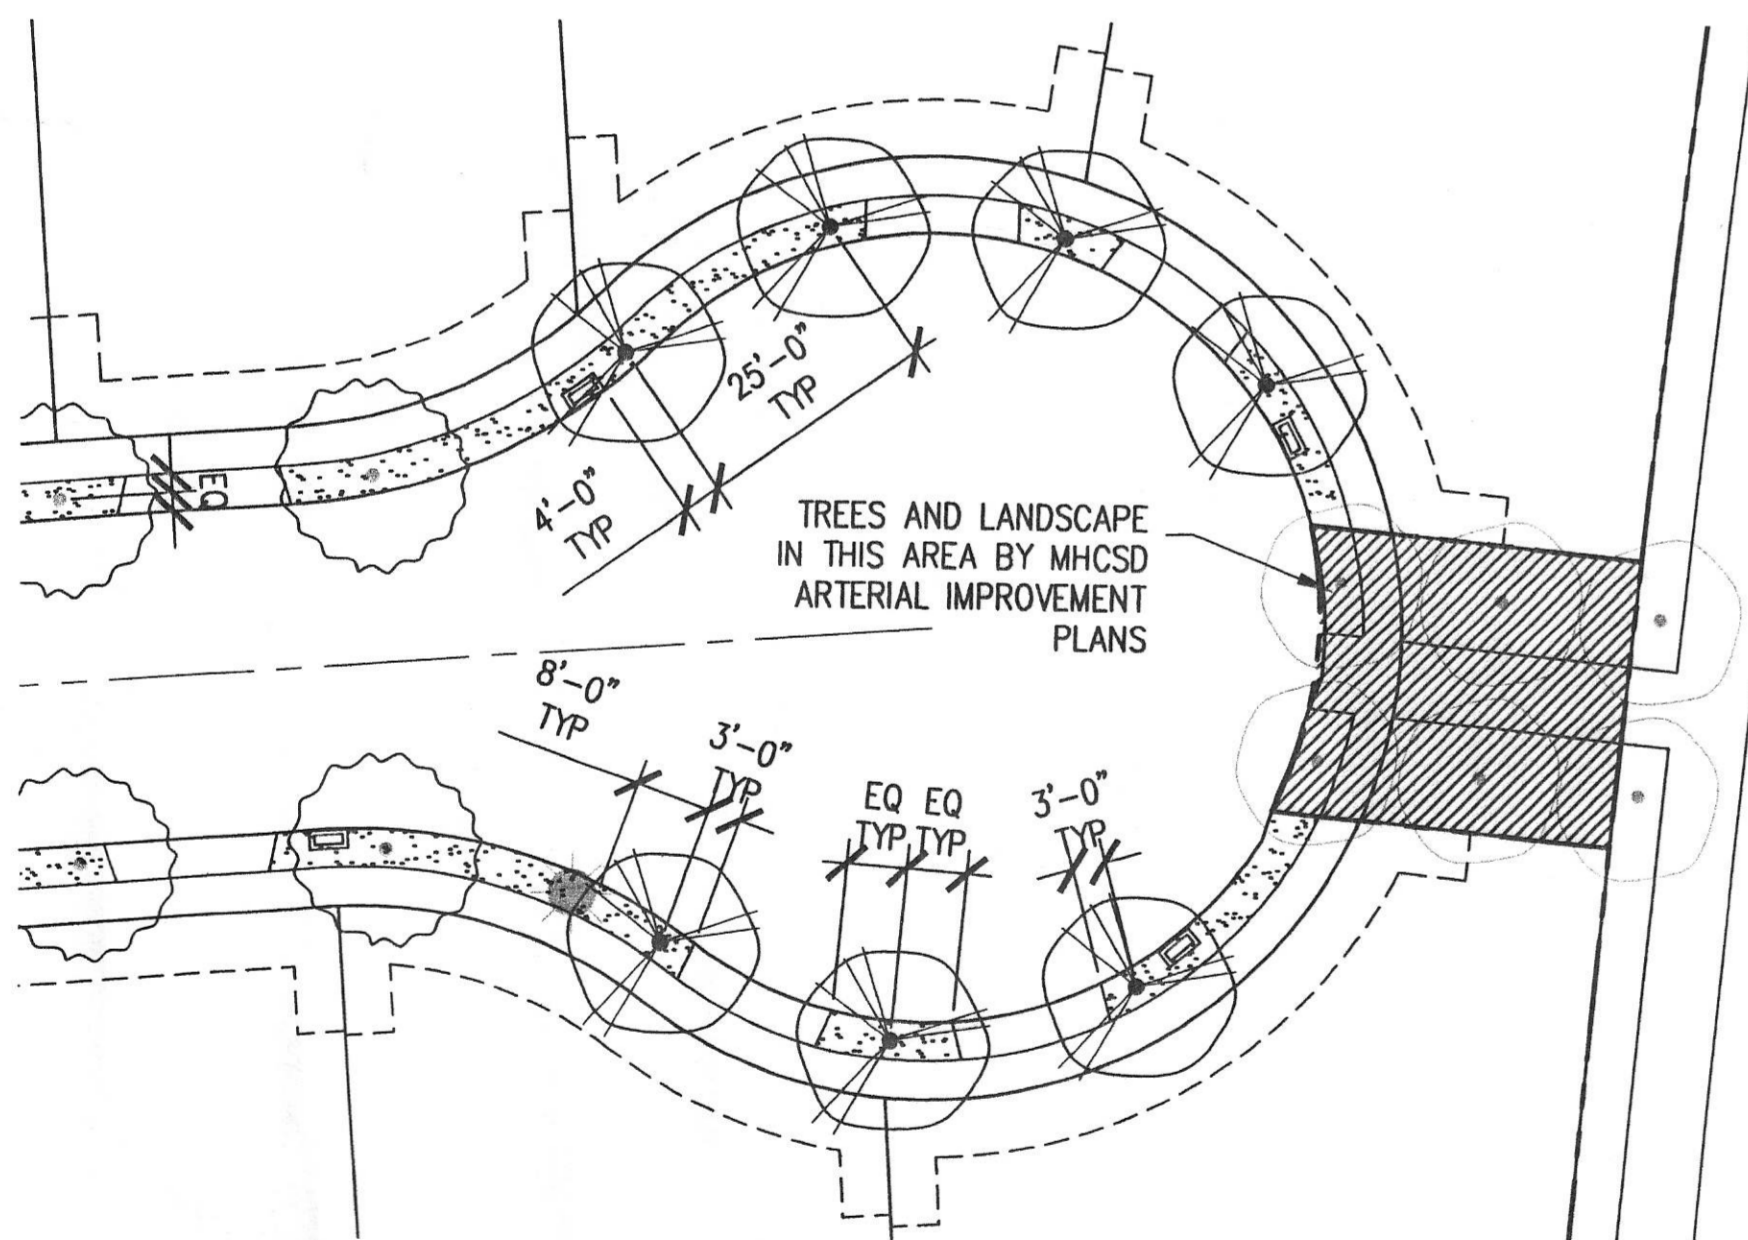 25'-0"
TYP
EQ
4'-0"
TYP
TREES AND LANDSCAPE
IN THIS AREA BY MHCSD
ARTERIAL IMPROVEMENT
PLANS
8'-0"
TYP
3'-0"
TYP
EQ EQ
TYP TYP
3'-0"
TYP